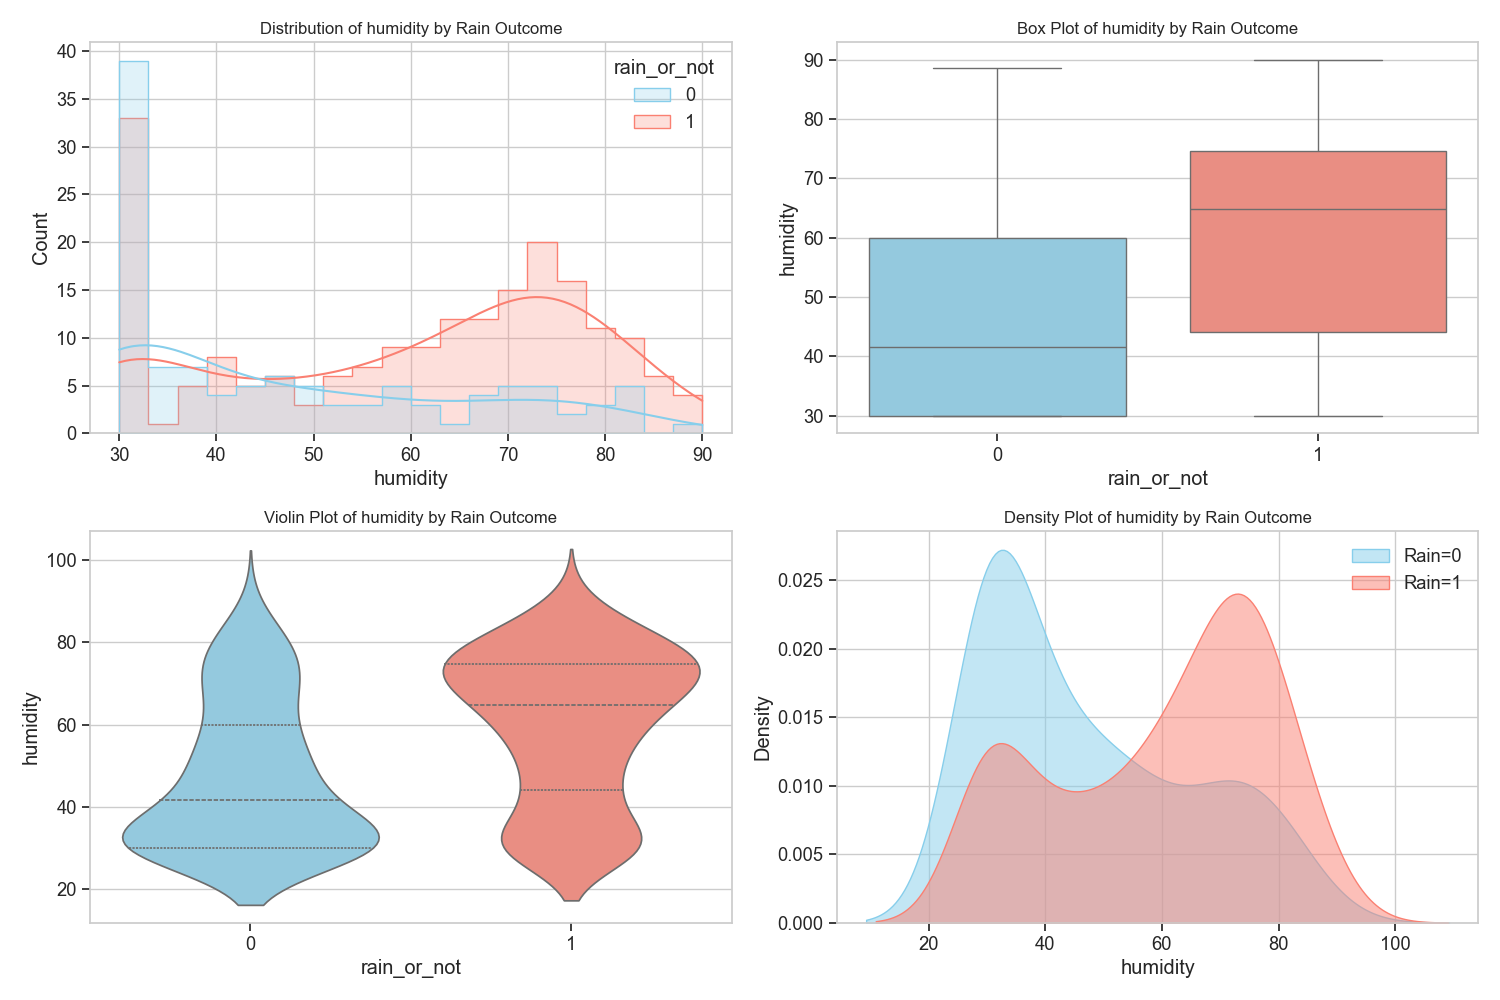 Distribution of humidity by Rain Outcome
40
35
30
25
20
15
10
5
0
Count
30 40 50 60 70 80 90
humidity
rain_or_not
0
1
Box Plot of humidity by Rain Outcome
90
80
70
60
50
40
30
humidity
0 1
rain_or_not
Violin Plot of humidity by Rain Outcome
100
80
60
40
20
humidity
0 1
rain_or_not
Density Plot of humidity by Rain Outcome
0.025
0.020
0.015
0.010
0.005
0.000
Density
20 40 60 80 100
humidity
Rain=0
Rain=1